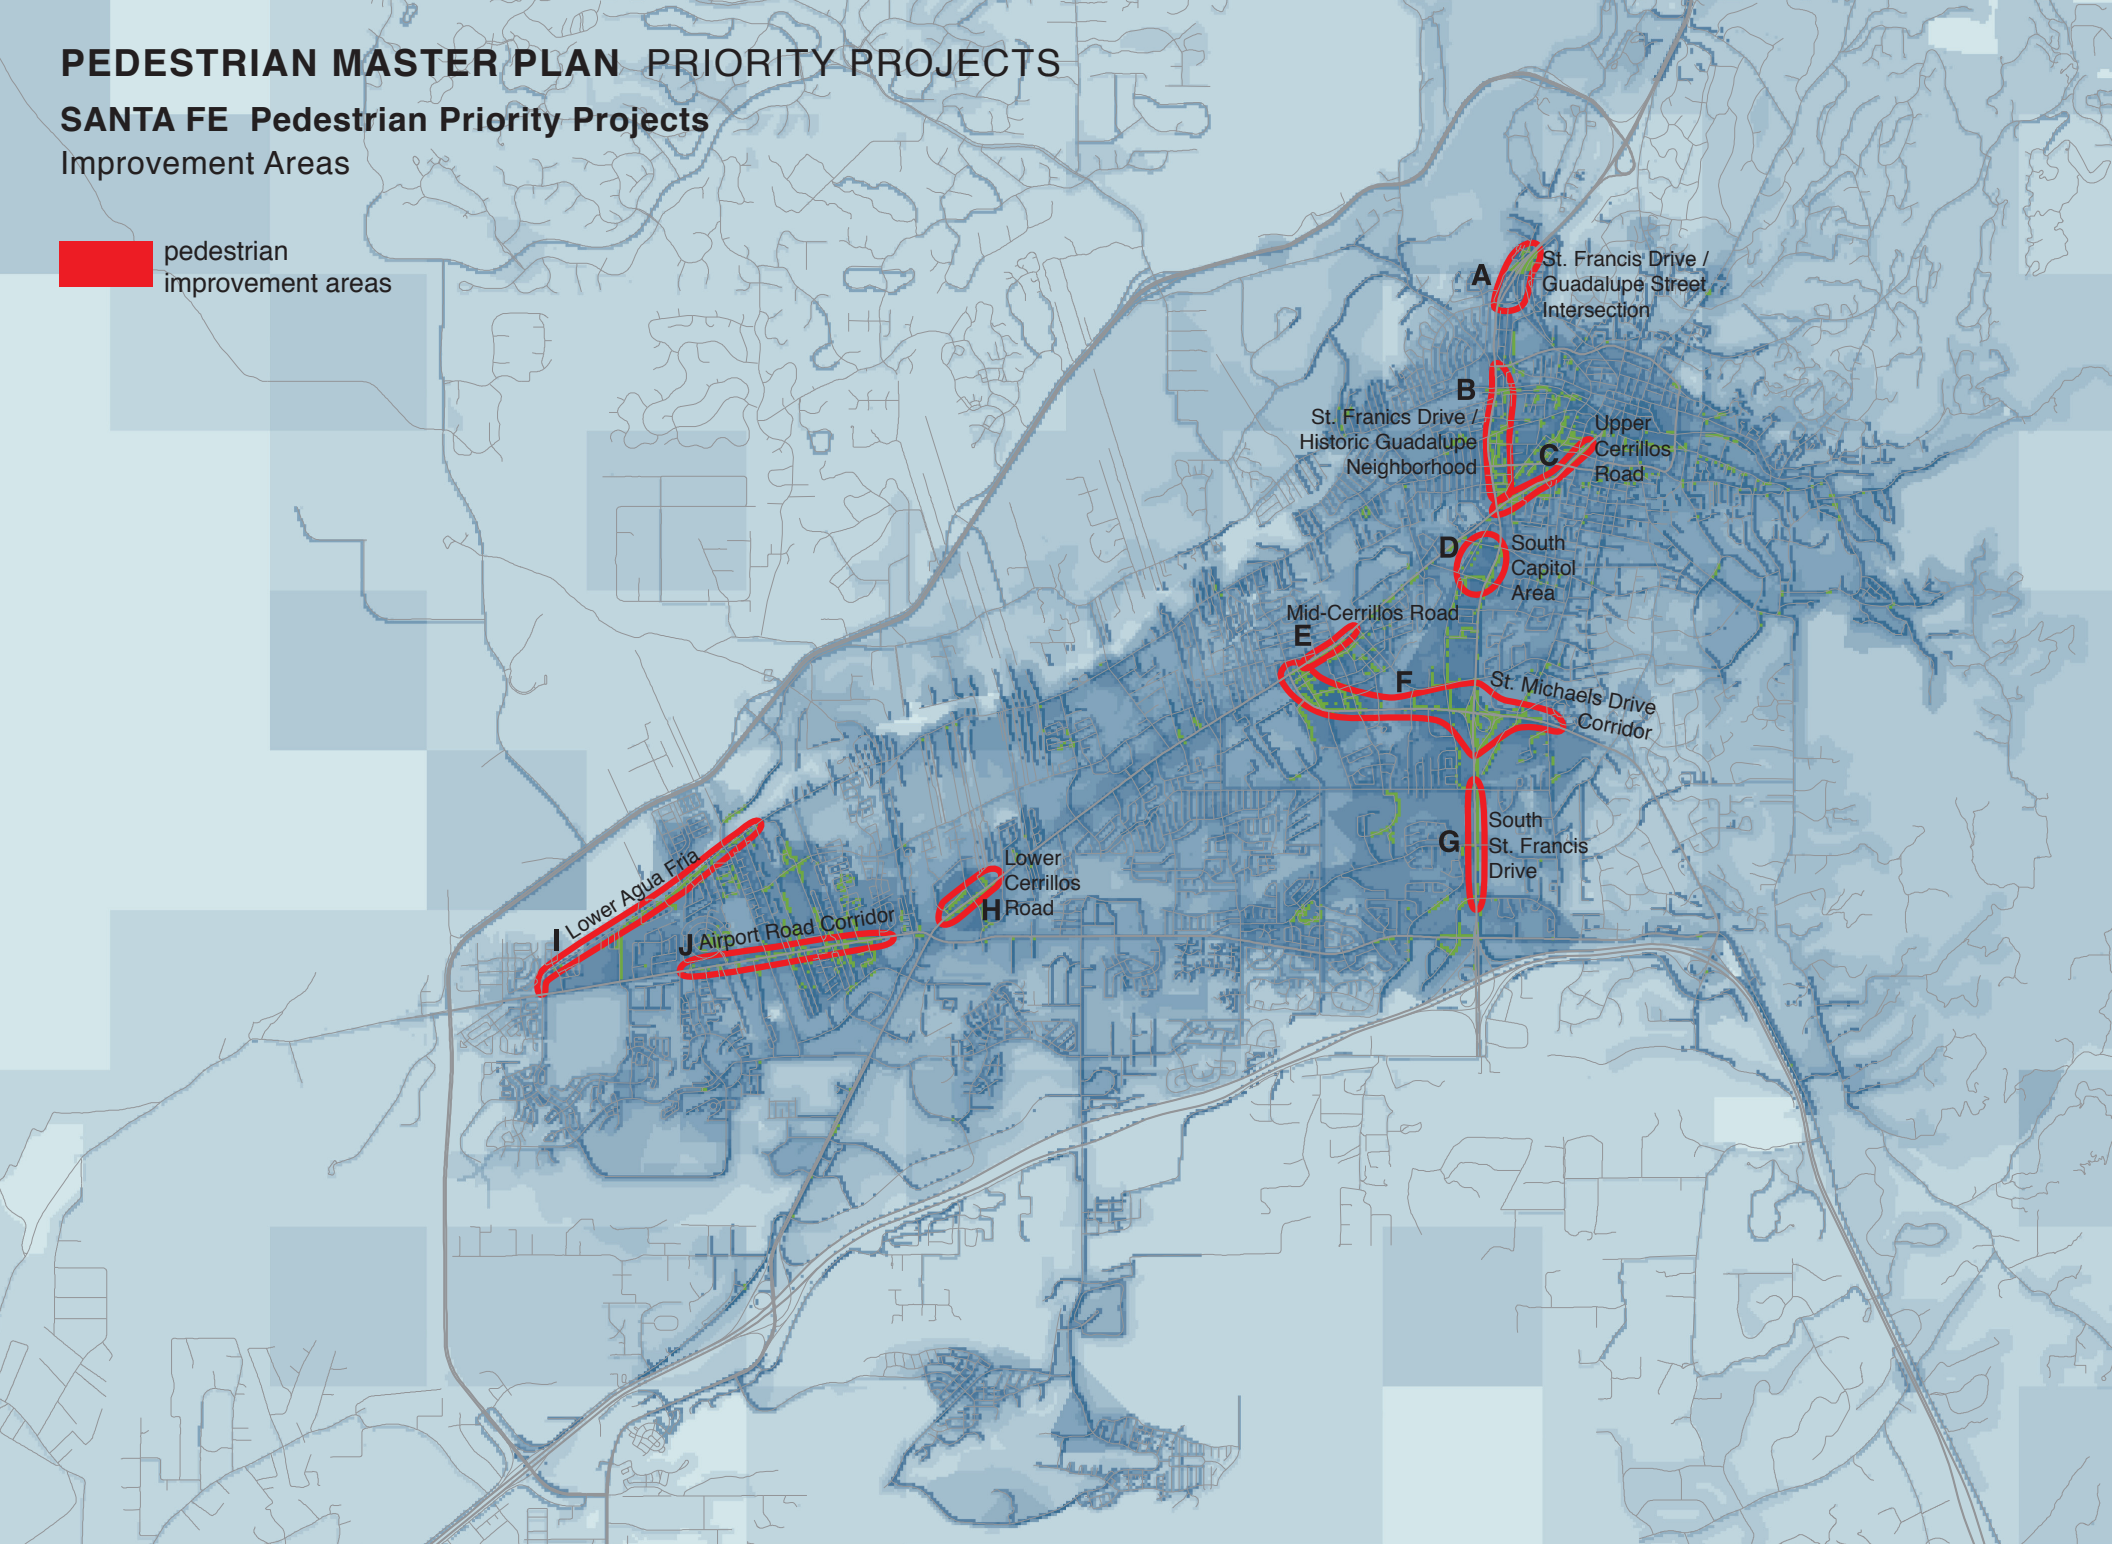 PEDESTRIAN MASTER PLAN PRIORITY PROJECTS
SANTA FE Pedestrian Priority Projects
Improvement Areas
pedestrian
improvement areas
A
St. Francis Drive /
Guadalupe Street
Intersection
B
St. Franics Drive /
Historic Guadalupe
Neighborhood
C
Upper
Cerrillos
Road
D
South
Capitol
Area
Mid-Cerrillos Road
E
F
St. Michaels Drive
Corridor
G
South
St. Francis
Drive
Lower
Cerrillos
Road
H
I
Lower Agua Fria
J
Airport Road Corridor